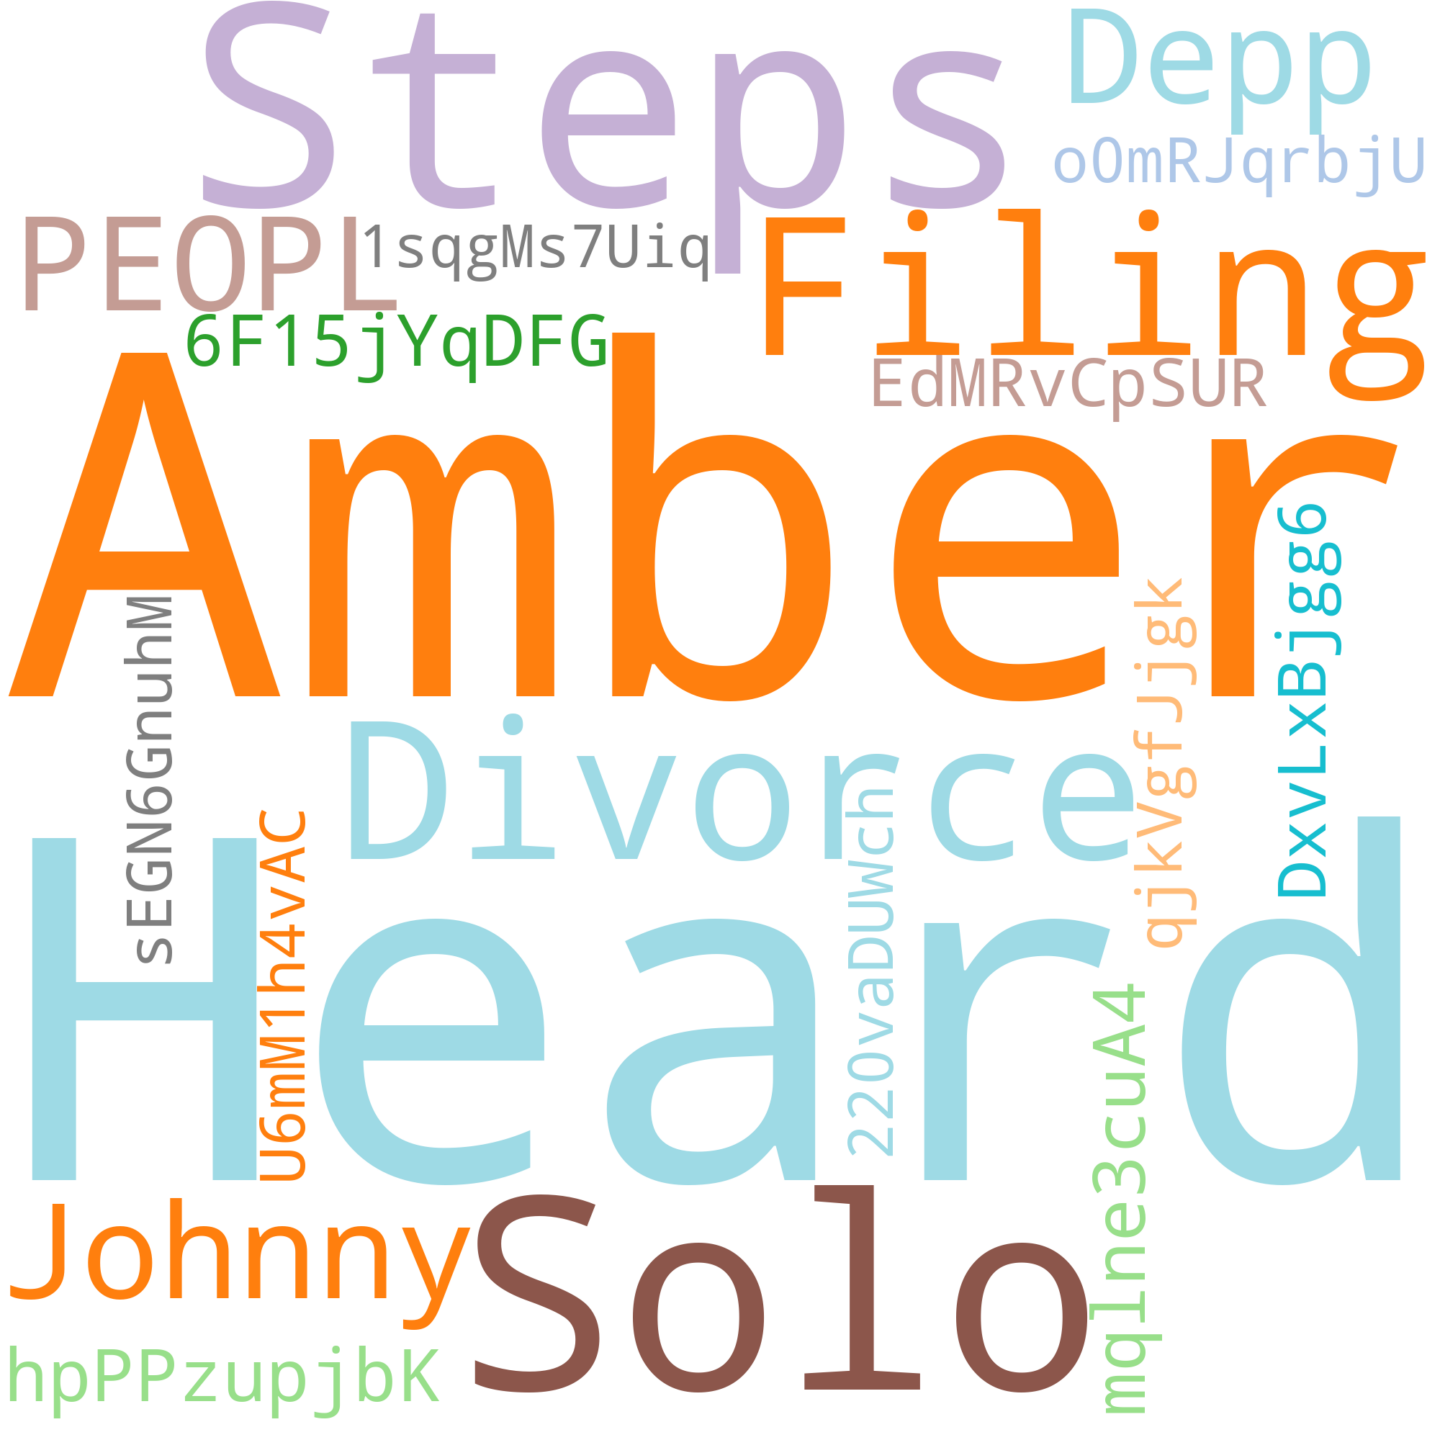 Steps
Depp
oOmRJqrbjU
PEOPL
1sqgMs7Uiq
Filing
6F15jYqDFG
EdMRvCpSUR
Amber
DxvLxBjgg6
qjkVgfJjgk
sEGN6GnuhM
Divorce
220vaDUWch
U6mM1h4vAC
Heard
mqlne3cuA4
Johnny
Solo
hpPPzupjbK